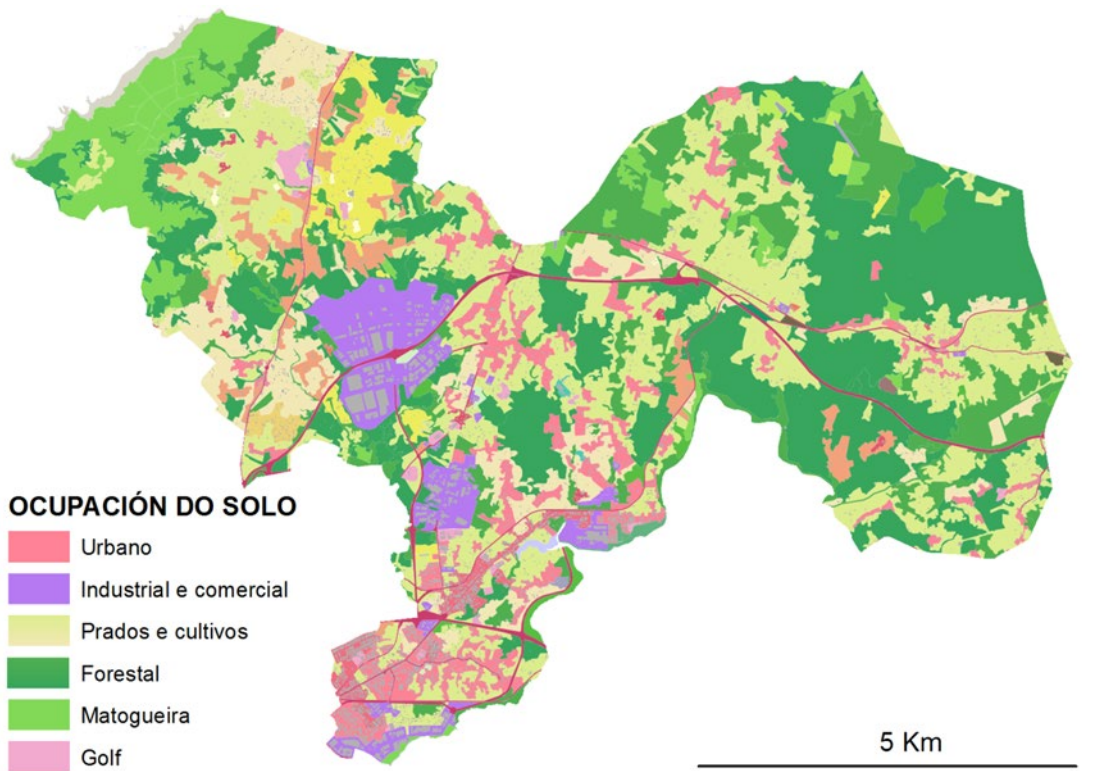 OCUPACIÓN DO SOLO
Urbano
Industrial e comercial
Prados e cultivos
Forestal
Matogueira
Golf
5 Km